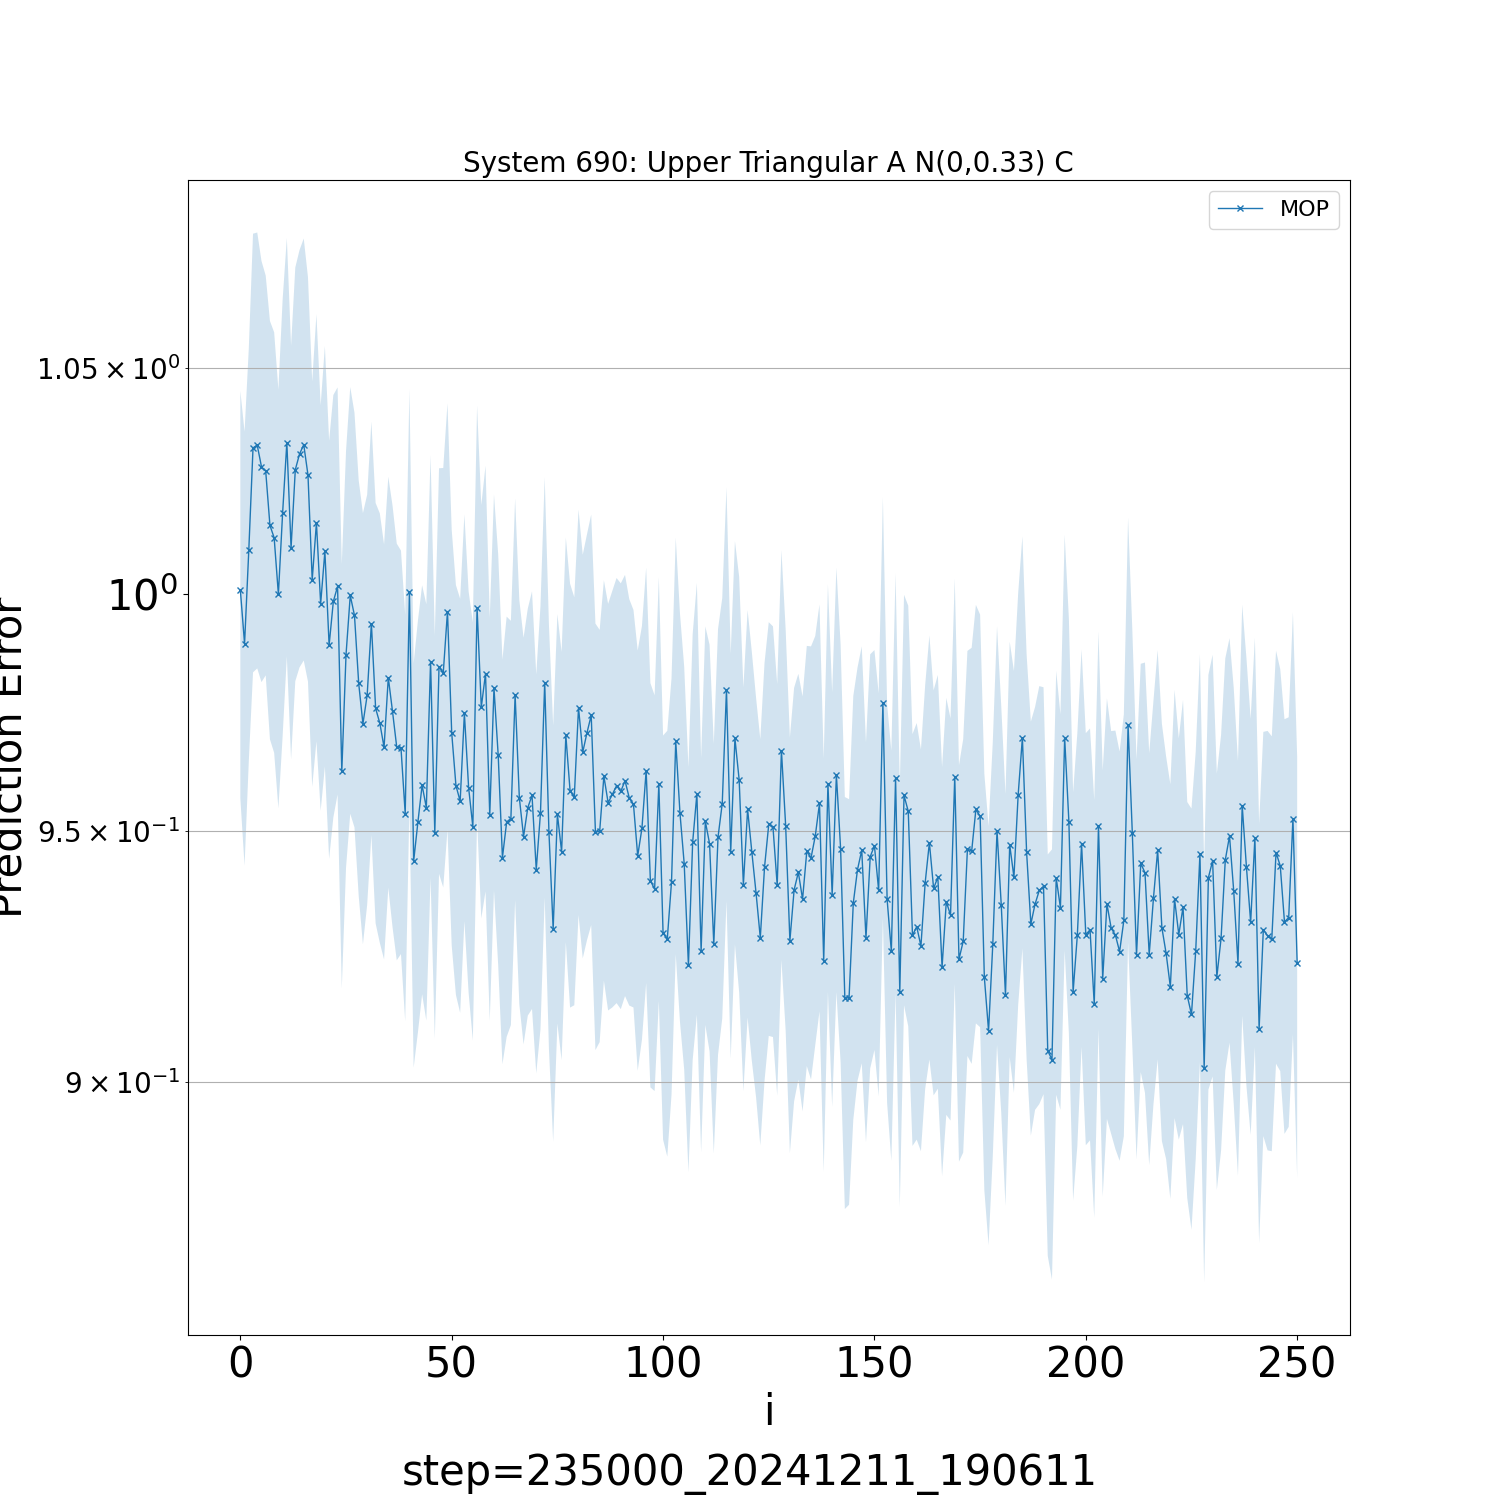 System 690: Upper Triangular A N(0,0.33) C
MOP
1.05 × 10⁰
10⁰
9.5 × 10⁻¹
9 × 10⁻¹
Prediction Error
0 50 100 150 200 250
i
step=235000_20241211_190611